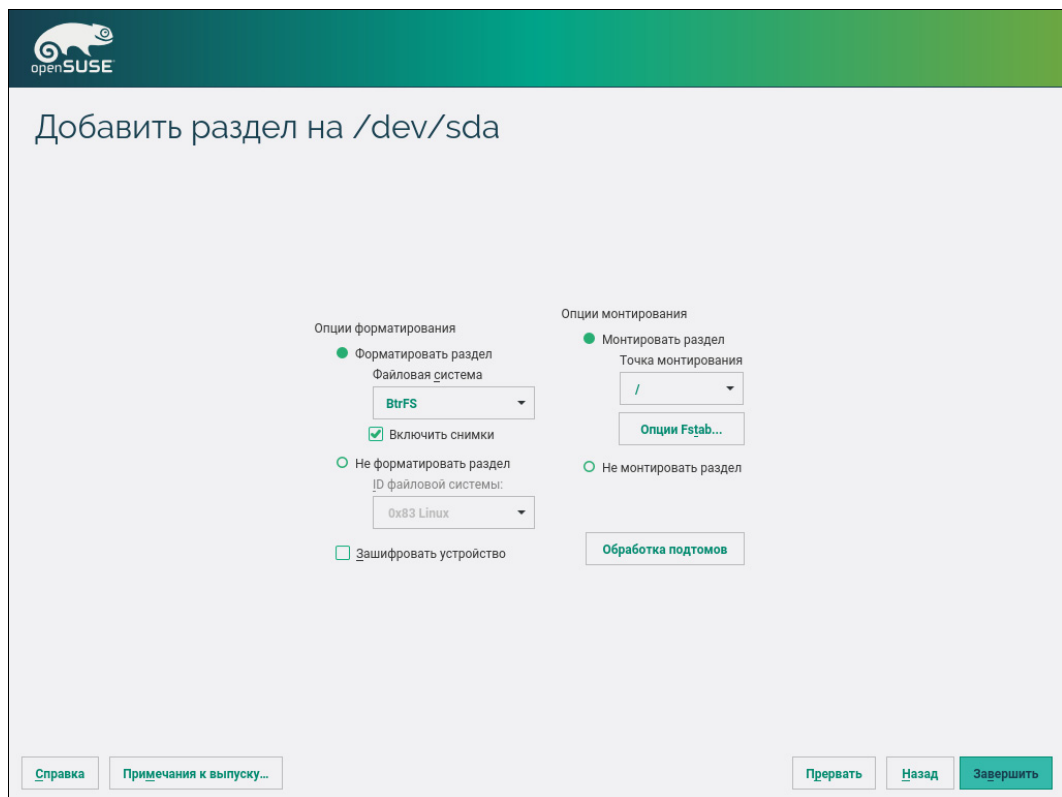 openSUSE
Добавить раздел на /dev/sda
Опции форматирования
Форматировать раздел
Файловая система
BtrFS
Включить снимки
Не форматировать раздел
ID файловой системы:
0x83 Linux
Зашифровать устройство
Опции монтирования
Монтировать раздел
Точка монтирования
/
Опции Fstab...
Не монтировать раздел
Обработка подтомов
Справка
Примечания к выпуску...
Прервать
Назад
Завершить